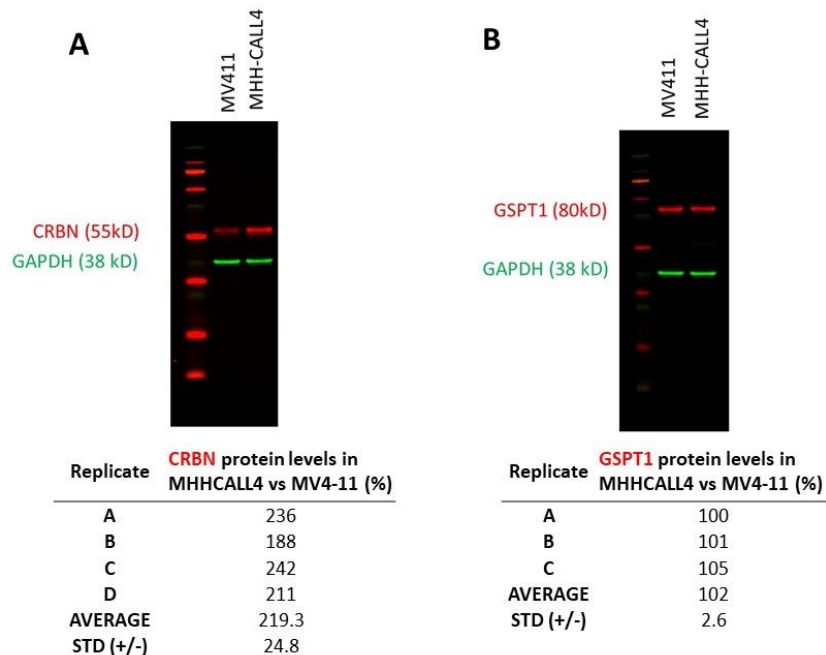 A
MV411
MHH-CALL4
CRBN (55kD)
GAPDH (38 kD)
Replicate CRBN protein levels in
MHHCALL4 vs MV4-11 (%)
A 236
B 188
C 242
D 211
AVERAGE 219.3
STD (+/-) 24.8
B
MV411
MHH-CALL4
GSPT1 (80kD)
GAPDH (38 kD)
Replicate GSPT1 protein levels in
MHHCALL4 vs MV4-11 (%)
A 100
B 101
C 105
AVERAGE 102
STD (+/-) 2.6